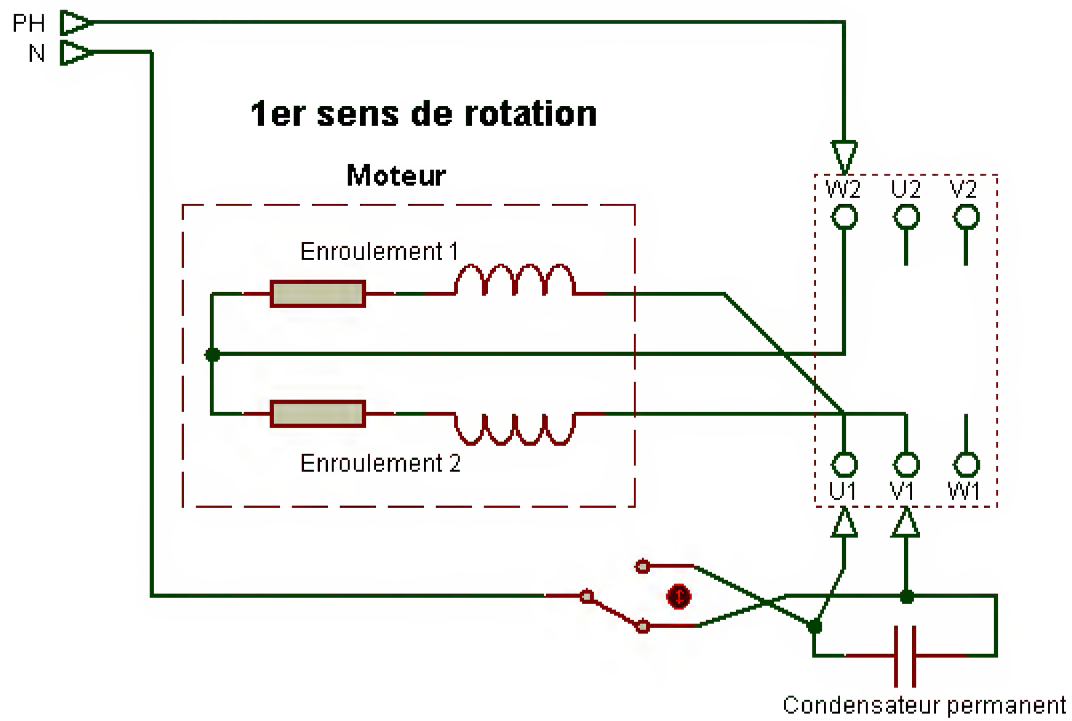 PH
N
1er sens de rotation
Moteur
W2 U2 V2
Enroulement 1
Enroulement 2
U1 V1 W1
Condensateur permanent